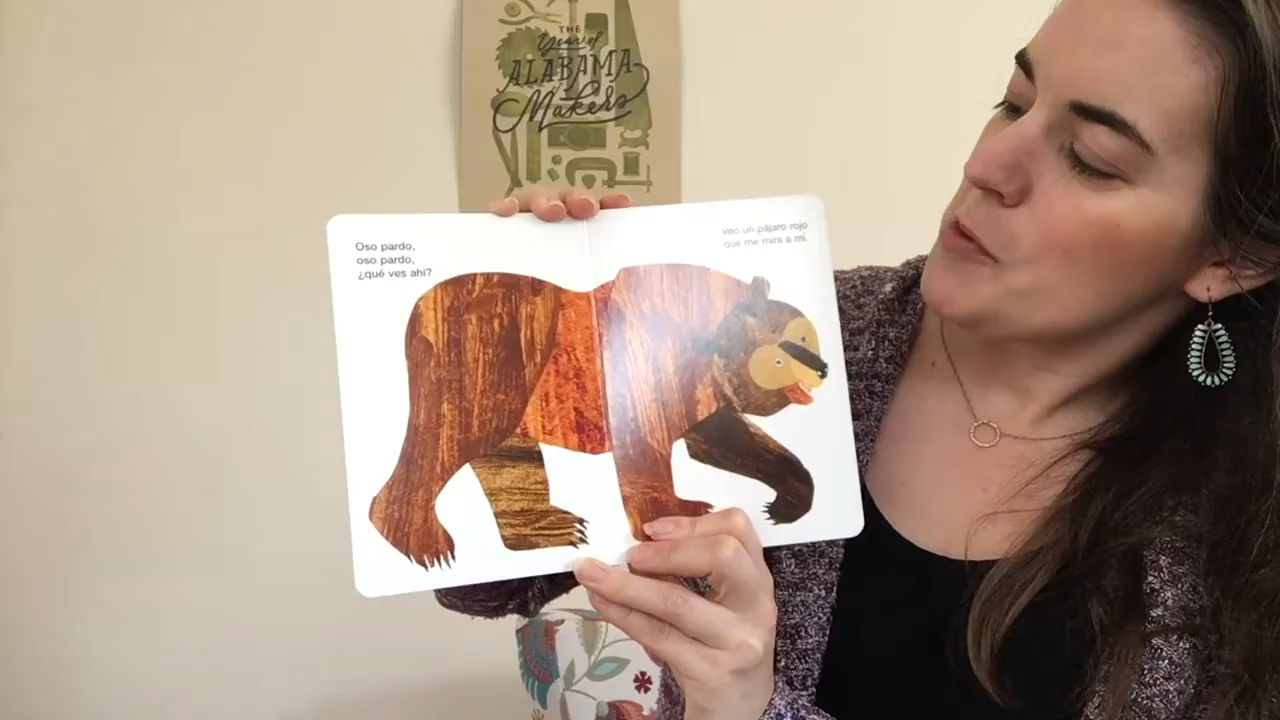 THE
Year of
ALABAMA
Makers
Oso pardo,
oso pardo,
¿qué ves ahí?
Veo un pájaro rojo
que me mira a mí.